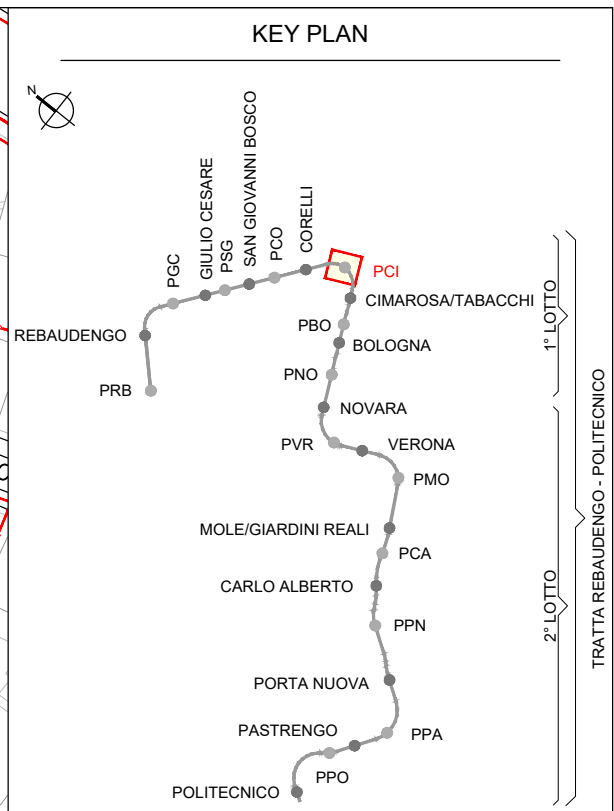 KEY PLAN
N
PGC
GIULIO CESARE
PSG
SAN GIOVANNI BOSCO
PCO
CORELLI
PCI
CIMAROSA/TABACCHI
REBAUDENGO
PBO
BOLOGNA
PNO
PRB
NOVARA
PVR
VERONA
PMO
MOLE/GIARDINI REALI
PCA
CARLO ALBERTO
PPN
PORTA NUOVA
PASTRENGO
PPA
PPO
POLITECNICO
1° LOTTO
2° LOTTO
TRATTA REBAUDENGO - POLITECNICO